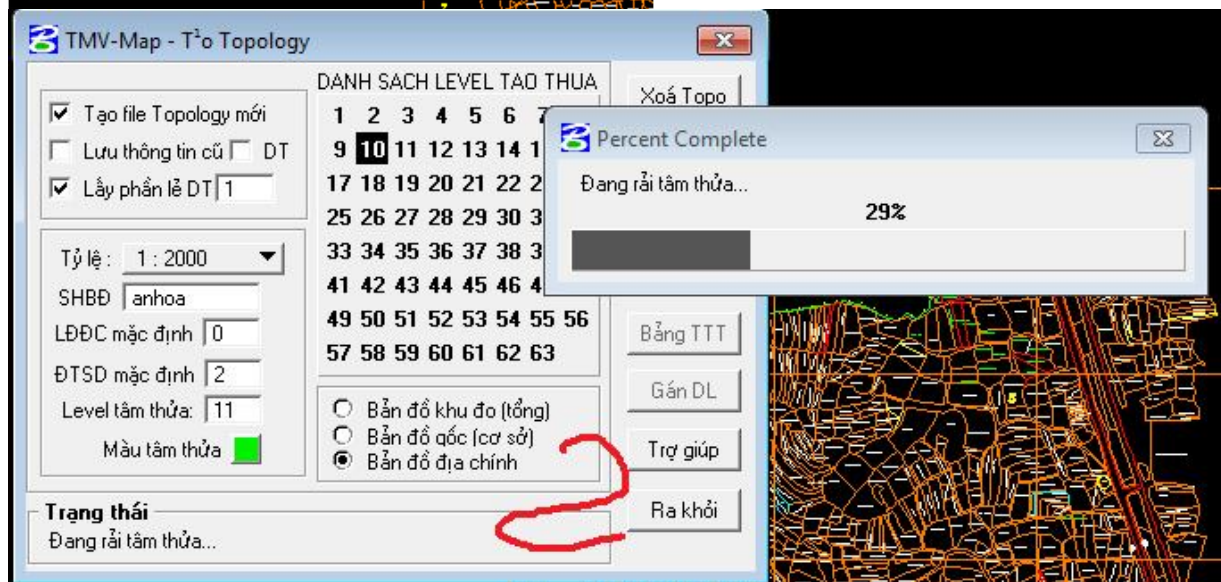 TMV-Map - T¹o Topology
DANH SACH LEVEL TAO THUA
Tạo file Topology mới
Lưu thông tin cũ DT
Lấy phần lẻ DT 1
1 2 3 4 5 6
9 10 11 12 13 14
17 18 19 20 21 22
25 26 27 28 29 30
33 34 35 36 37 38
41 42 43 44 45 46
49 50 51 52 53 54 55 56
57 58 59 60 61 62 63
Xoá Topo
Percent Complete
Đang rải tâm thửa...
29%
Tỷ lệ : 1 : 2000
SHBĐ anhoa
LĐĐC mặc định 0
ĐTSD mặc định 2
Level tâm thửa: 11
Mầu tâm thửa
Bản đồ khu đo (tổng)
Bản đồ gốc (cơ sở)
Bản đồ địa chính
Bảng TTT
Gán DL
Trợ giúp
Ra khỏi
Trạng thái
Đang rải tâm thửa...